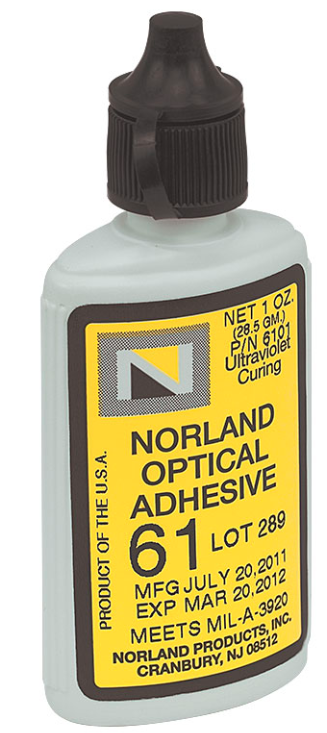 NET 1 OZ.
(28.5 GM.)
P/N 6101
Ultraviolet
Curing
N
NORLAND
OPTICAL
ADHESIVE
61 LOT 289
MFG JULY 20,2011
EXP MAR 20,2012
MEETS MIL-A-3920
NORLAND PRODUCTS, INC.
CRANBURY, NJ 08512
PRODUCT OF THE U.S.A.